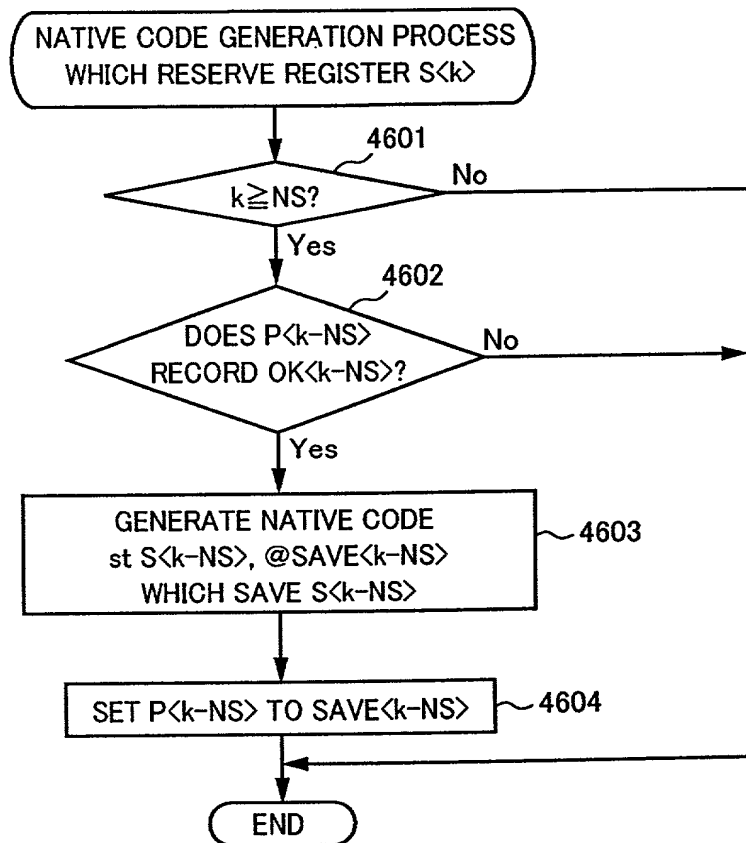 NATIVE CODE GENERATION PROCESS
WHICH RESERVE REGISTER S<k>
4601
k≧NS?
No
Yes
4602
DOES P<k-NS>
RECORD OK<k-NS>?
No
Yes
GENERATE NATIVE CODE
st S<k-NS>, @SAVE<k-NS>
WHICH SAVE S<k-NS>
4603
SET P<k-NS> TO SAVE<k-NS>
4604
END